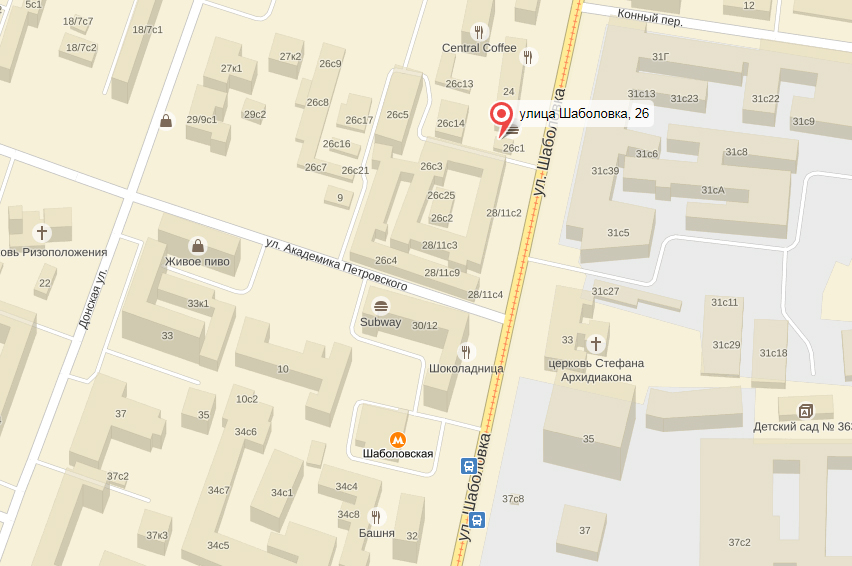 5с1
12
Конный пер.
18/7с1
18/7с2
Central Coffee
27к2
27к1
26с9
31Г
26с13
24
31с13
31с23
31с22
26с8
29/9с1
29с2
26с17
26с5
26с14
улица Шаболовка, 26
31с9
26с16
26с1
31с6
31с8
26с7
26с21
26с3
31с39
ул. Шаболовка
31сА
9
26с25
26с2
28/11с2
31с5
28/11с3
ул. Академика Петровского
овь Ризоположения
Живое пиво
26с4
28/11с9
22
28/11с4
31с27
31с11
Донская ул.
33к1
33
Subway
30/12
33
31с29
31с18
церковь Стефана
Архидиакона
Шоколадница
10
10с2
37
35
34с6
Детский сад № 363
35
Шаболовская
ул. Шаболовка
37с2
34с7
34с1
34с4
37с8
34с8
37к3
Башня
32
37
34с5
37с2